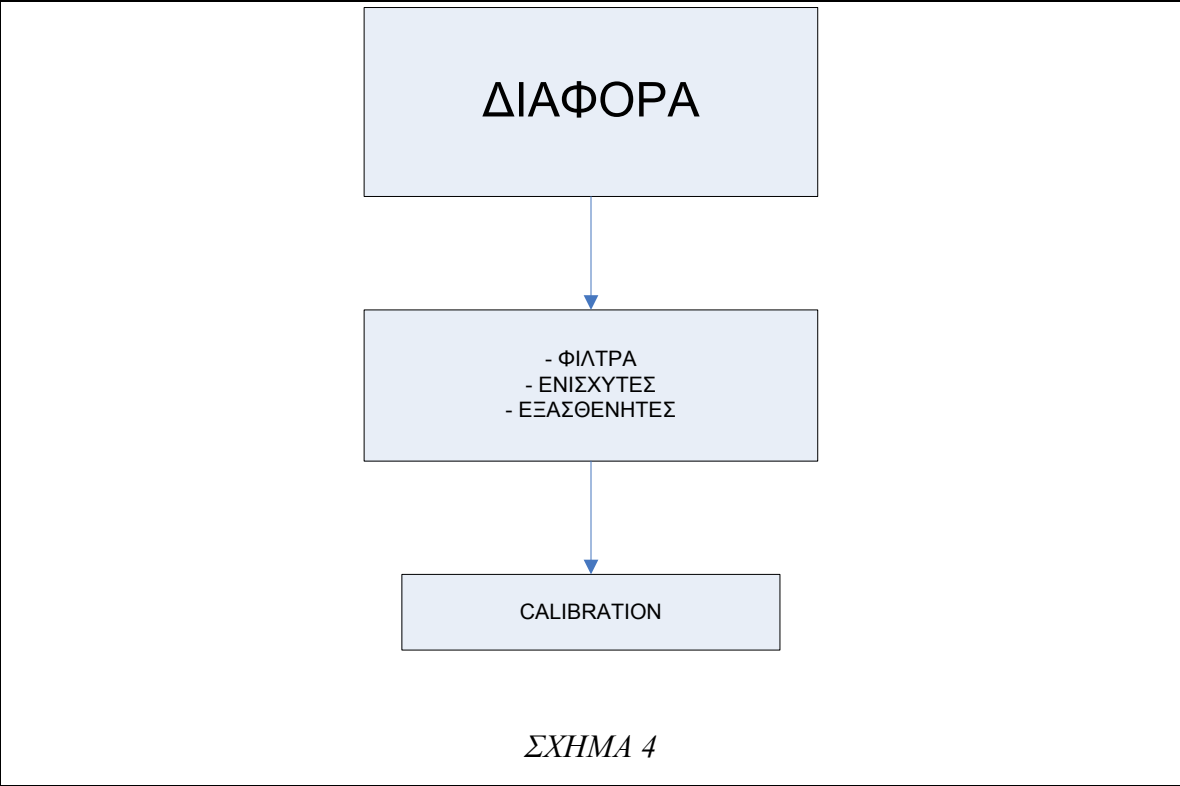 ΔΙΑΦΟΡΑ
- ΦΙΛΤΡΑ
- ΕΝΙΣΧΥΤΕΣ
- ΕΞΑΣΘΕΝΗΤΕΣ
CALIBRATION
ΣΧΗΜΑ 4